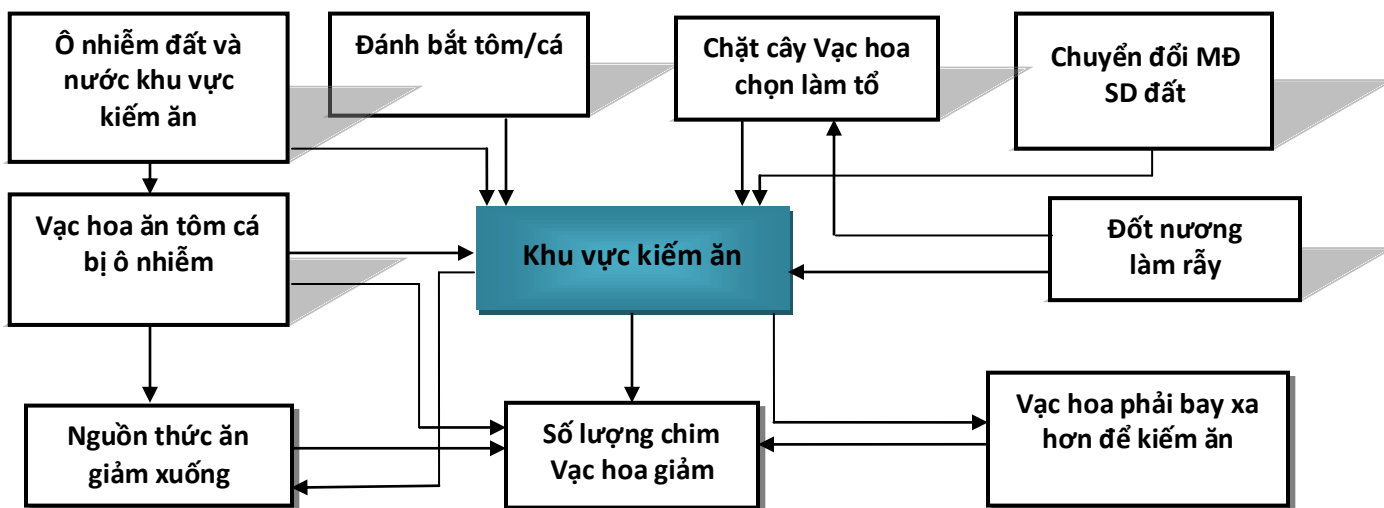 Ô nhiễm đất và
nước khu vực
kiếm ăn
Đánh bắt tôm/cá
Chặt cây Vạc hoa
chọn làm tổ
Chuyển đổi MĐ
SD đất
Vạc hoa ăn tôm cá
bị ô nhiễm
Khu vực kiếm ăn
Đốt nương
làm rẫy
Nguồn thức ăn
giảm xuống
Số lượng chim
Vạc hoa giảm
Vạc hoa phải bay xa
hơn để kiếm ăn